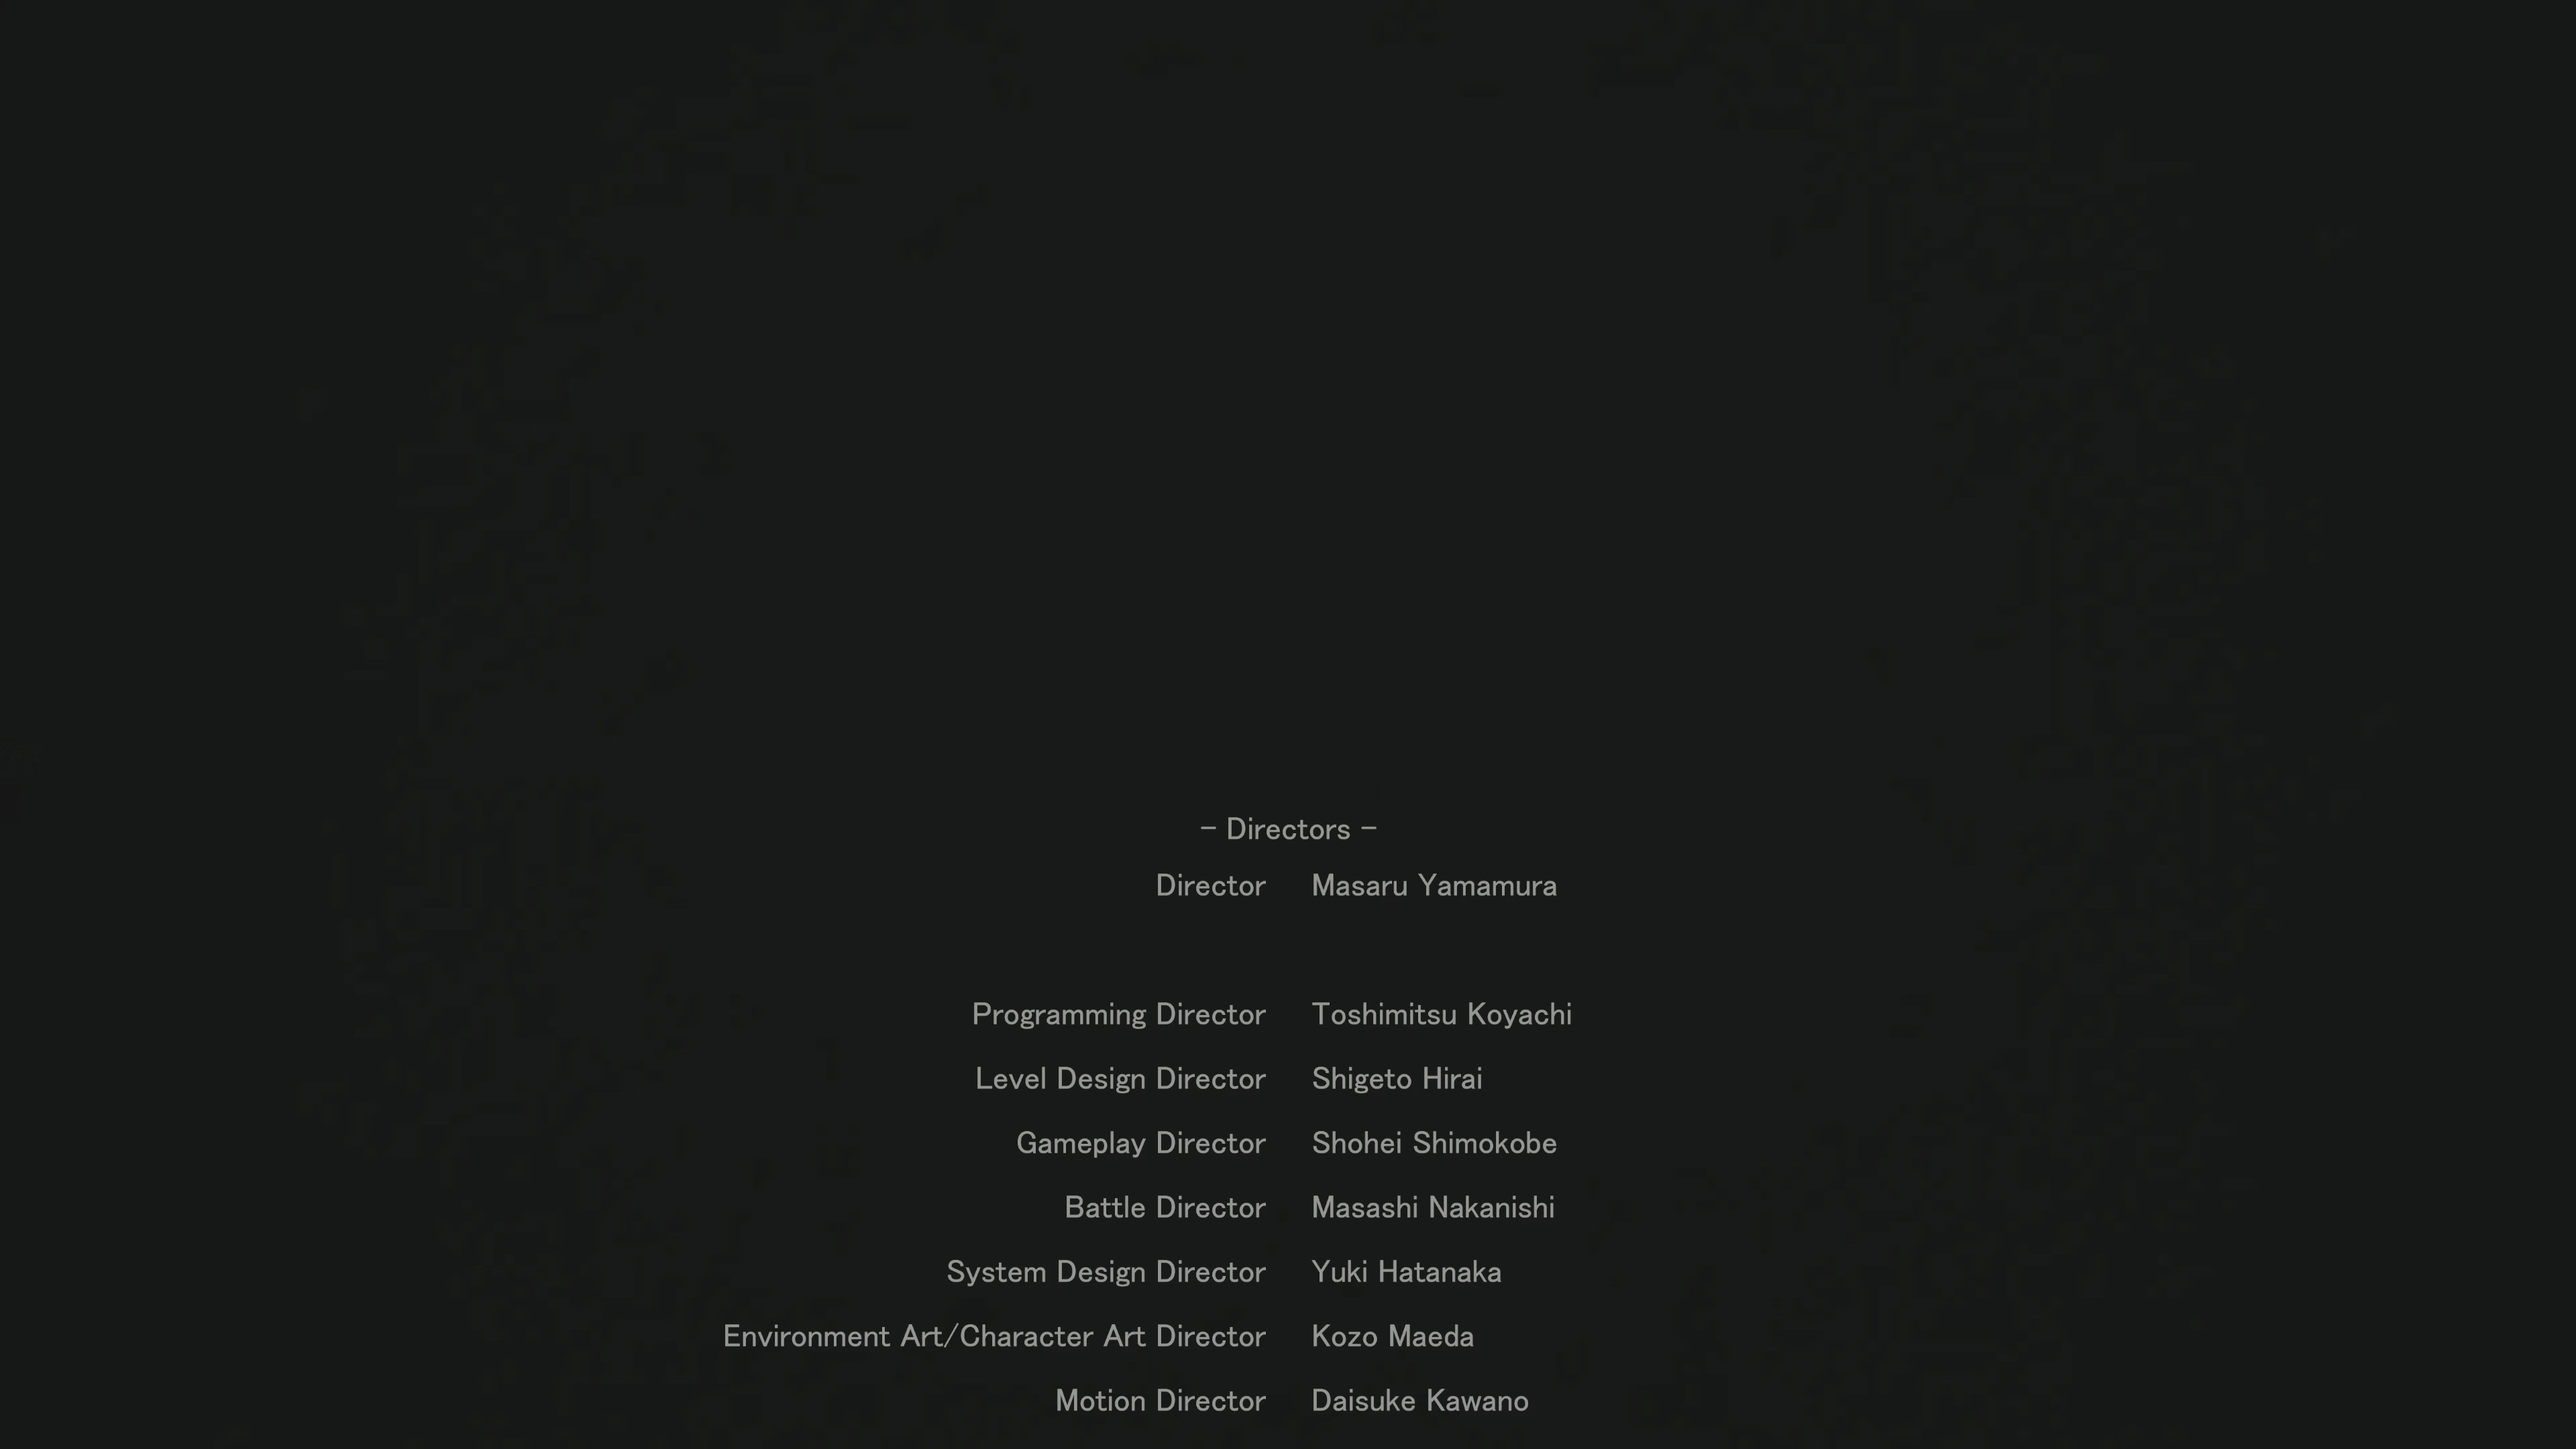 - Directors -
Director Masaru Yamamura
Programming Director Toshimitsu Koyachi
Level Design Director Shigeto Hirai
Gameplay Director Shohei Shimokobe
Battle Director Masashi Nakanishi
System Design Director Yuki Hatanaka
Environment Art/Character Art Director Kozo Maeda
Motion Director Daisuke Kawano